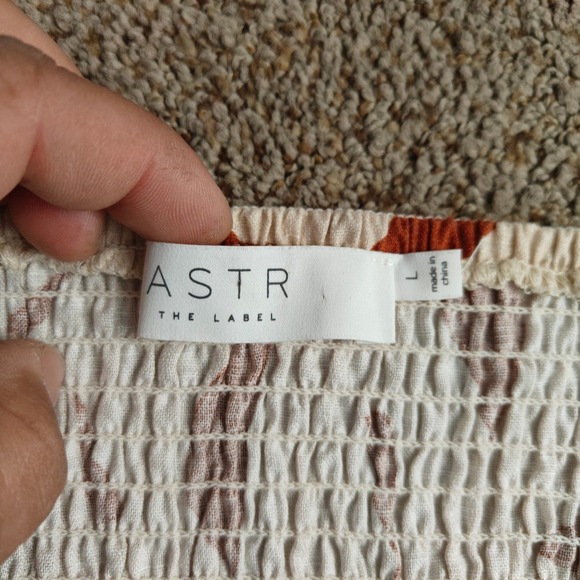 ASTR
THE LABEL
L
made in
china